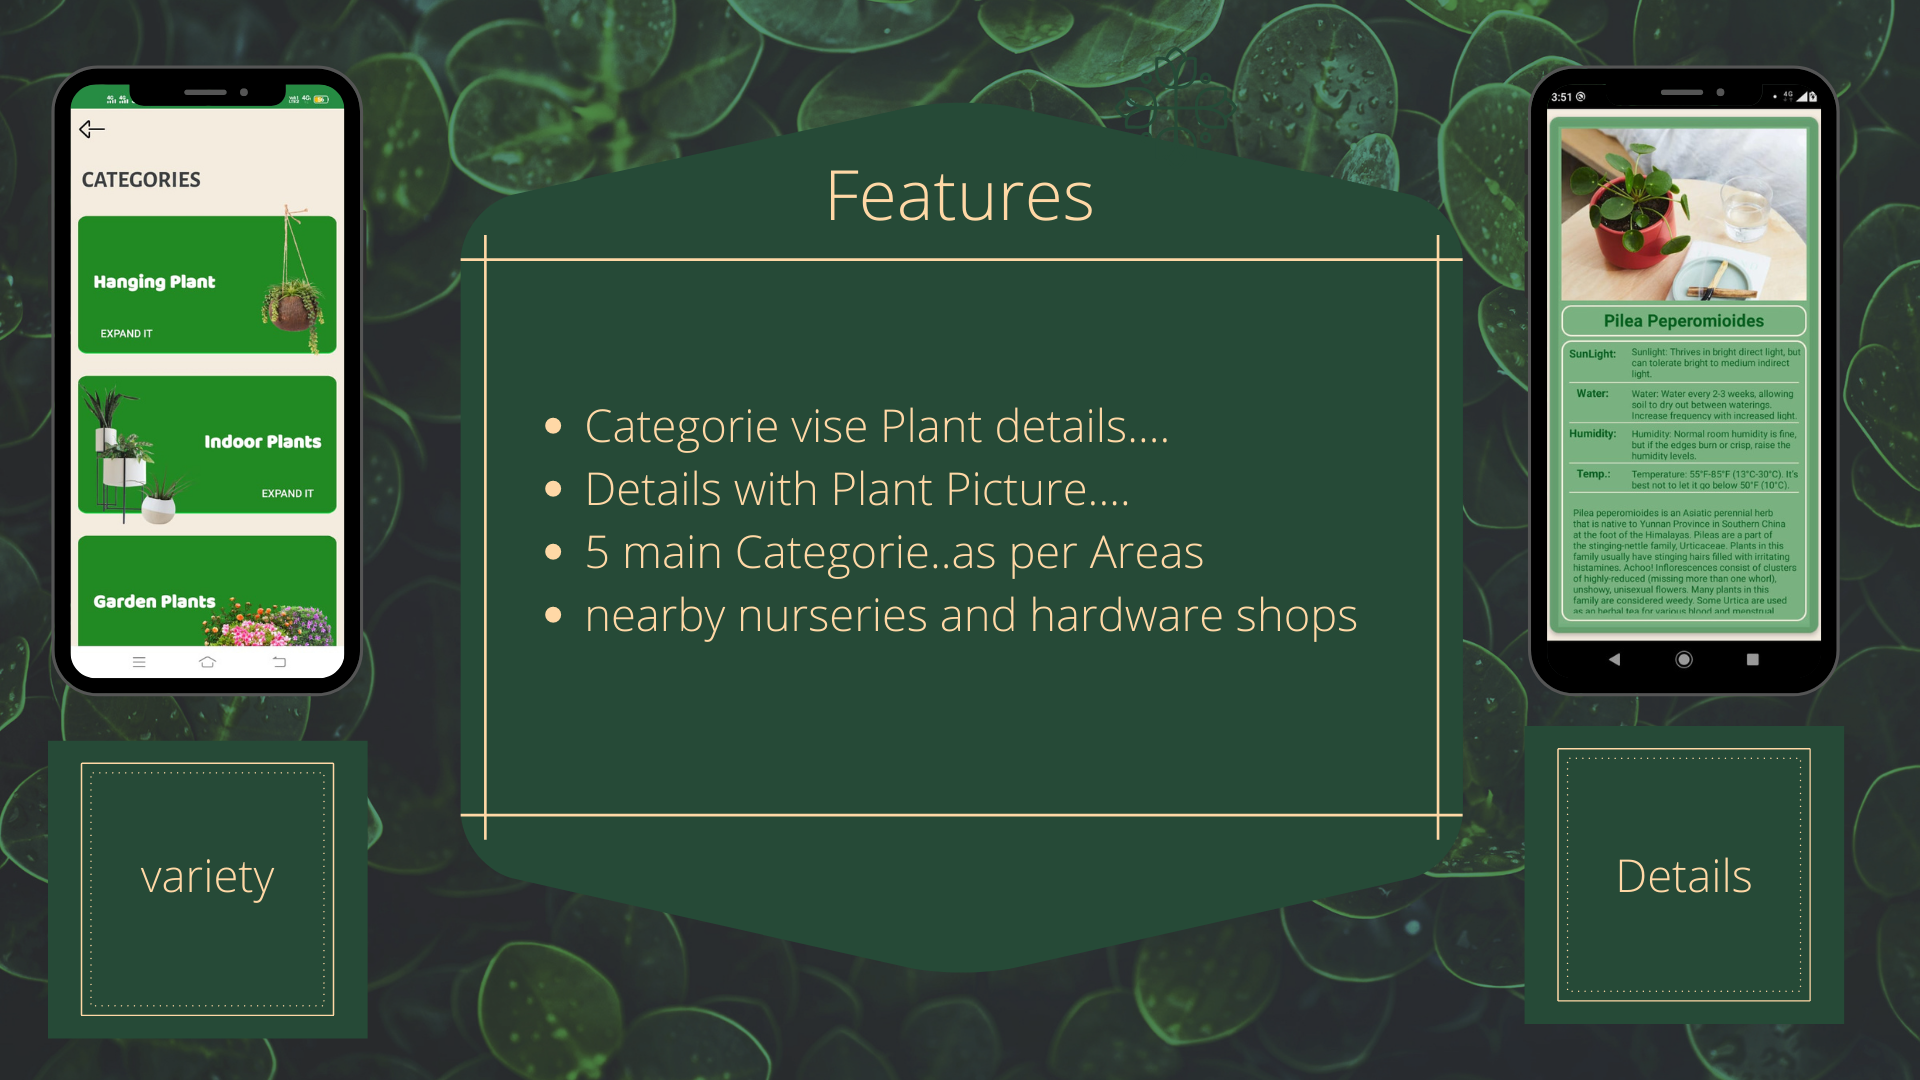 CATEGORIES
Hanging Plant
EXPAND IT
Indoor Plants
EXPAND IT
Garden Plants
variety
Features
Categorie vise Plant details....
Details with Plant Picture....
5 main Categorie..as per Areas
nearby nurseries and hardware shops
3:51
4G
Pilea Peperomioides
SunLight:
Sunlight: Thrives in bright direct light, but
can tolerate bright to medium indirect
light.
Water:
Water: Water every 2-3 weeks, allowing
soil to dry out between waterings.
Increase frequency with increased light.
Humidity:
Humidity: Normal room humidity is fine,
but if the edges burn or crisp, raise the
humidity levels.
Temp.:
Temperature: 55°F-85°F (13°C-30°C). It's
best not to let it go below 50°F (10°C).
Pilea peperomioides is an Asiatic perennial herb
that is native to Yunnan Province in Southern China
at the foot of the Himalayas. Pileas are a part of
the stinging-nettle family, Urticaceae. Plants in this
family usually have stinging hairs filled with irritating
histamines. Achoo! Inflorescences consist of clusters
of highly-reduced (missing more than one whorl),
unshowy, unisexual flowers. Many plants in this
family are considered weedy. Some Urtica are used
as an herbal tea for various blood and menstrual
Details